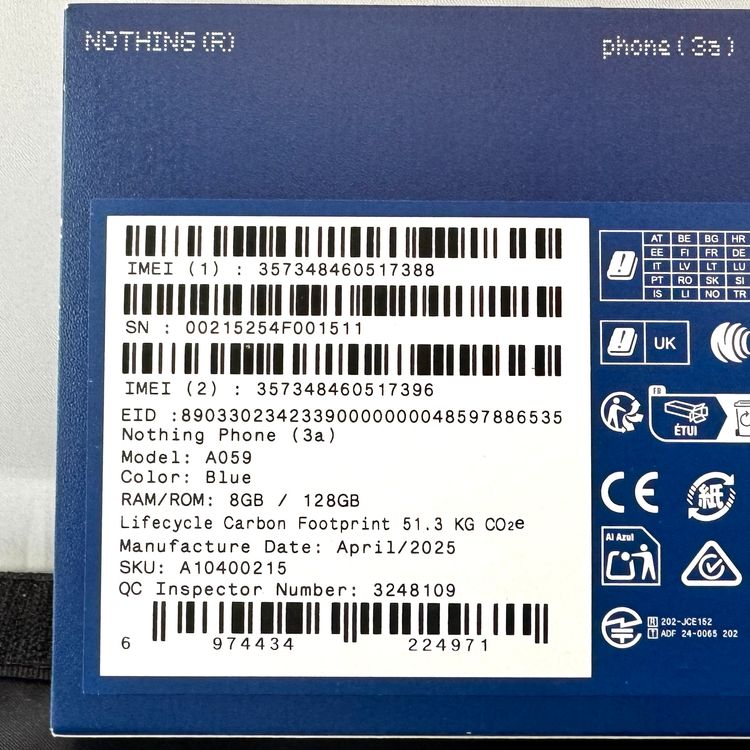 NOTHING(R)
phone(3a)
IMEI (1) : 357348460517388
SN : 00215254F001511
IMEI (2) : 357348460517396
EID :89033023423390000000048597886535
Nothing Phone (3a)
Model: A059
Color: Blue
RAM/ROM: 8GB / 128GB
Lifecycle Carbon Footprint 51.3 KG CO₂e
Manufacture Date: April/2025
SKU: A10400215
QC Inspector Number: 3248109
6 974434 224971
AT BE BG HR
EE FI FR DE
IT LV LT LU
PT RO SK SI
IS LI NO TR
UK
FR
ÉTUI
CE
紙
Al Azul
R 202-JCE152
T ADF 24-0065 202